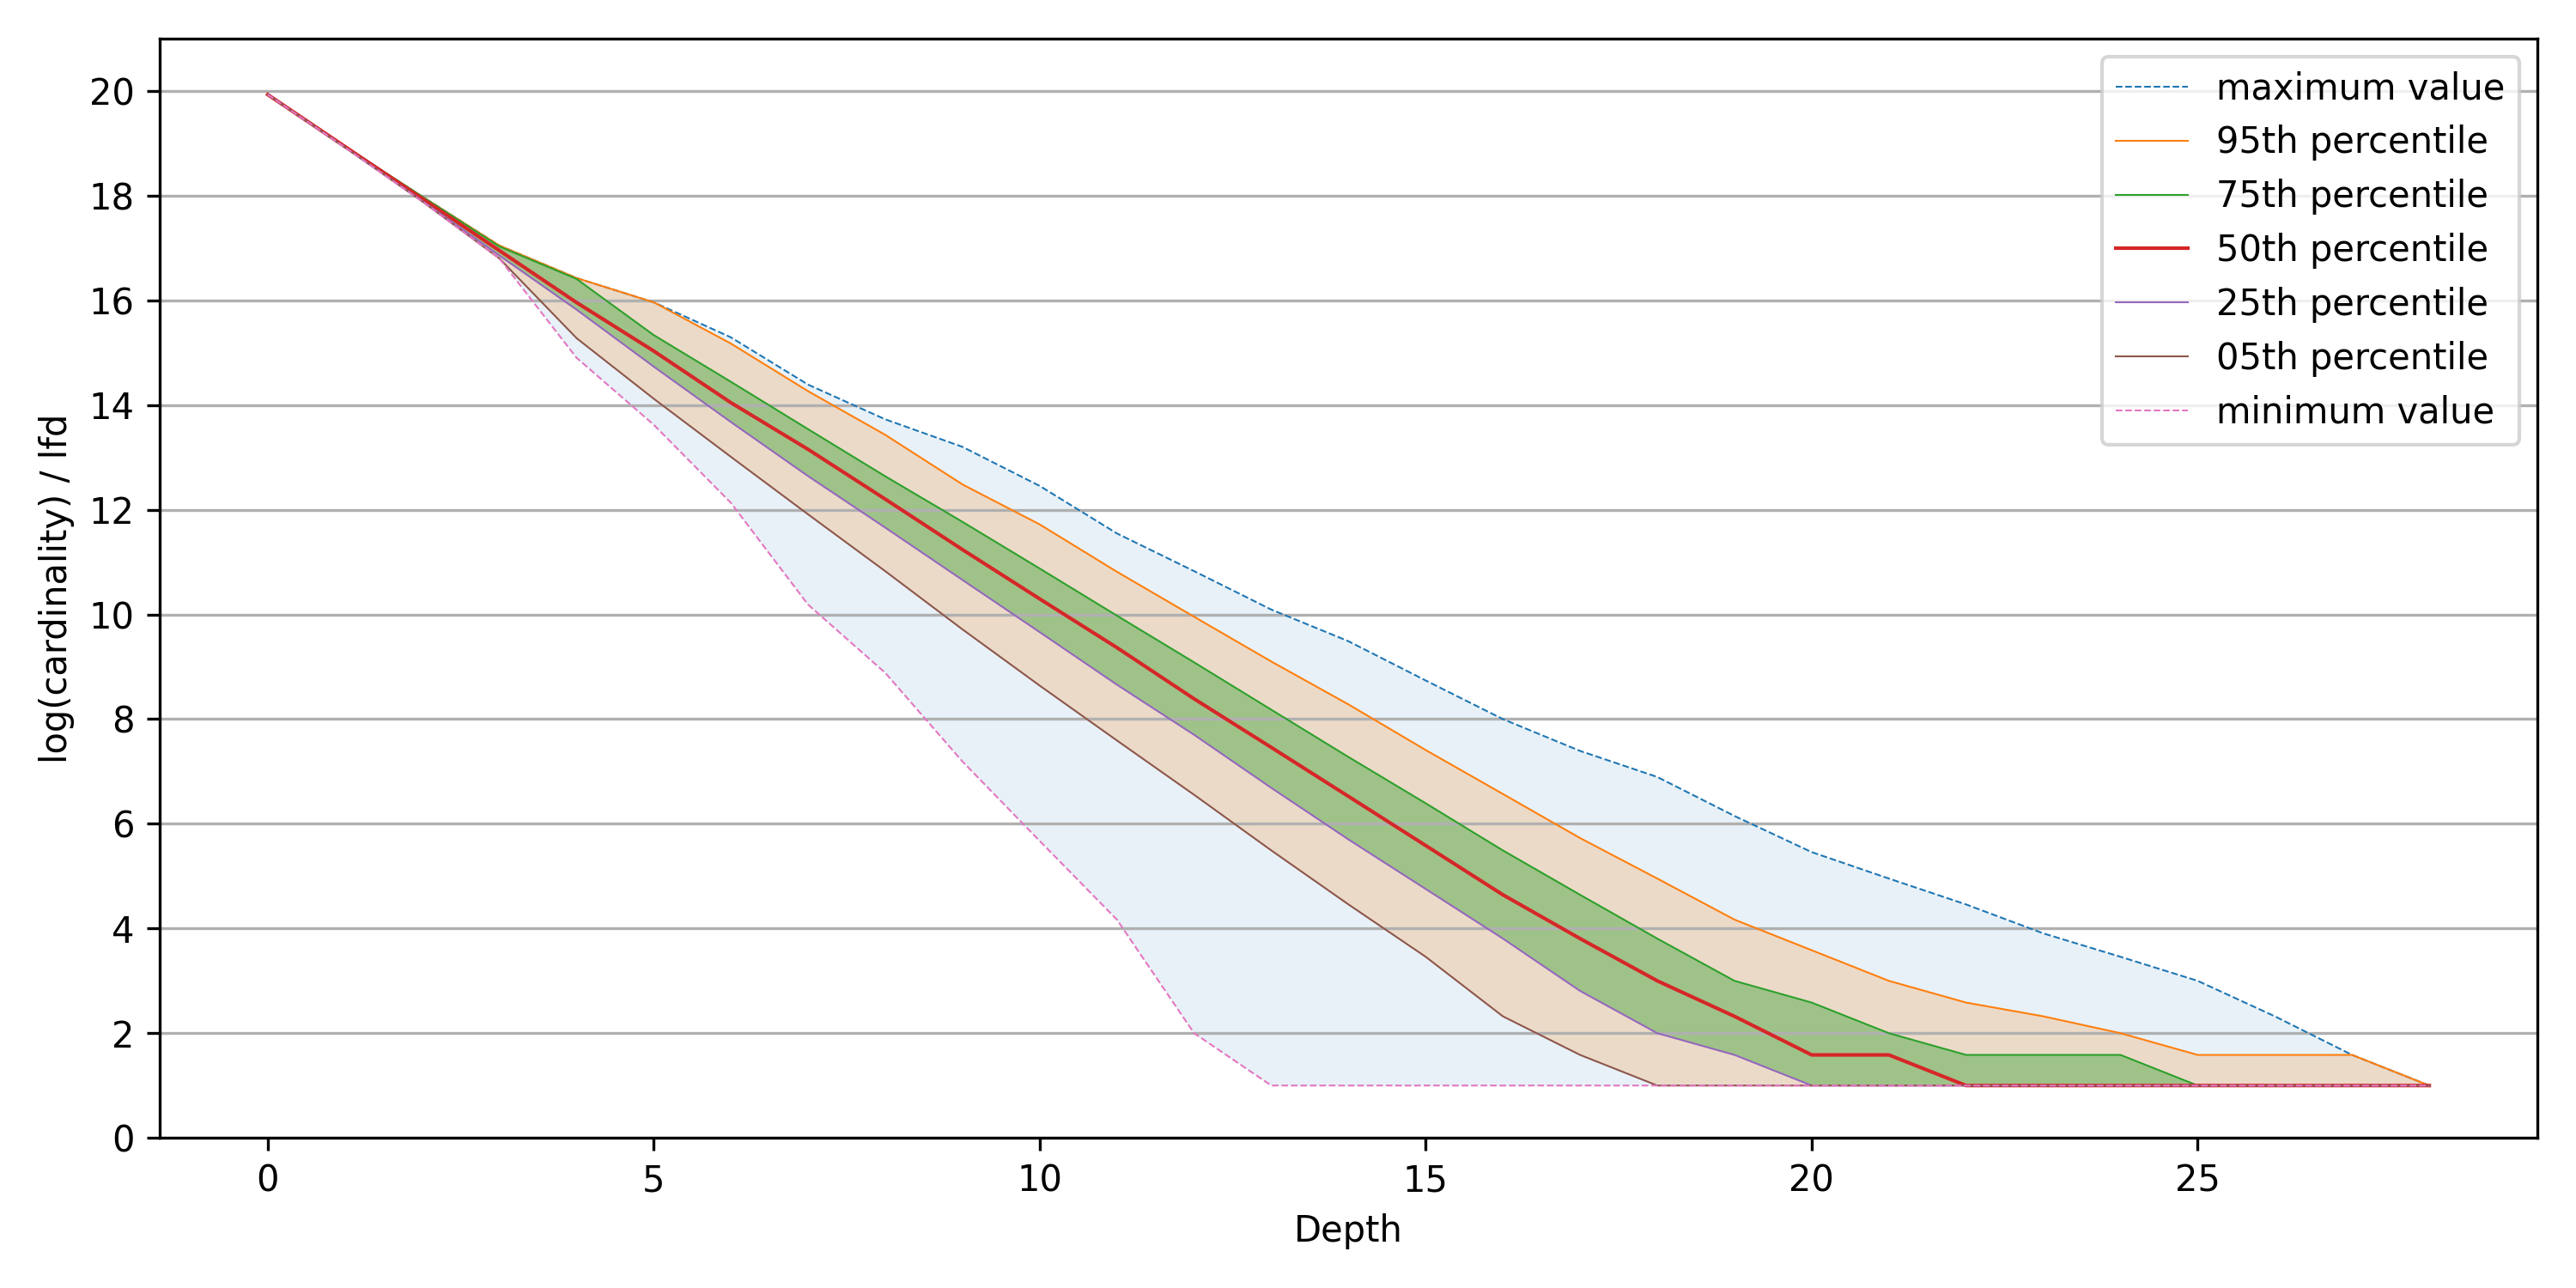 log(cardinality) / lfd
20
18
16
14
12
10
8
6
4
2
0
0 5 10 15 20 25
Depth
maximum value
95th percentile
75th percentile
50th percentile
25th percentile
05th percentile
minimum value